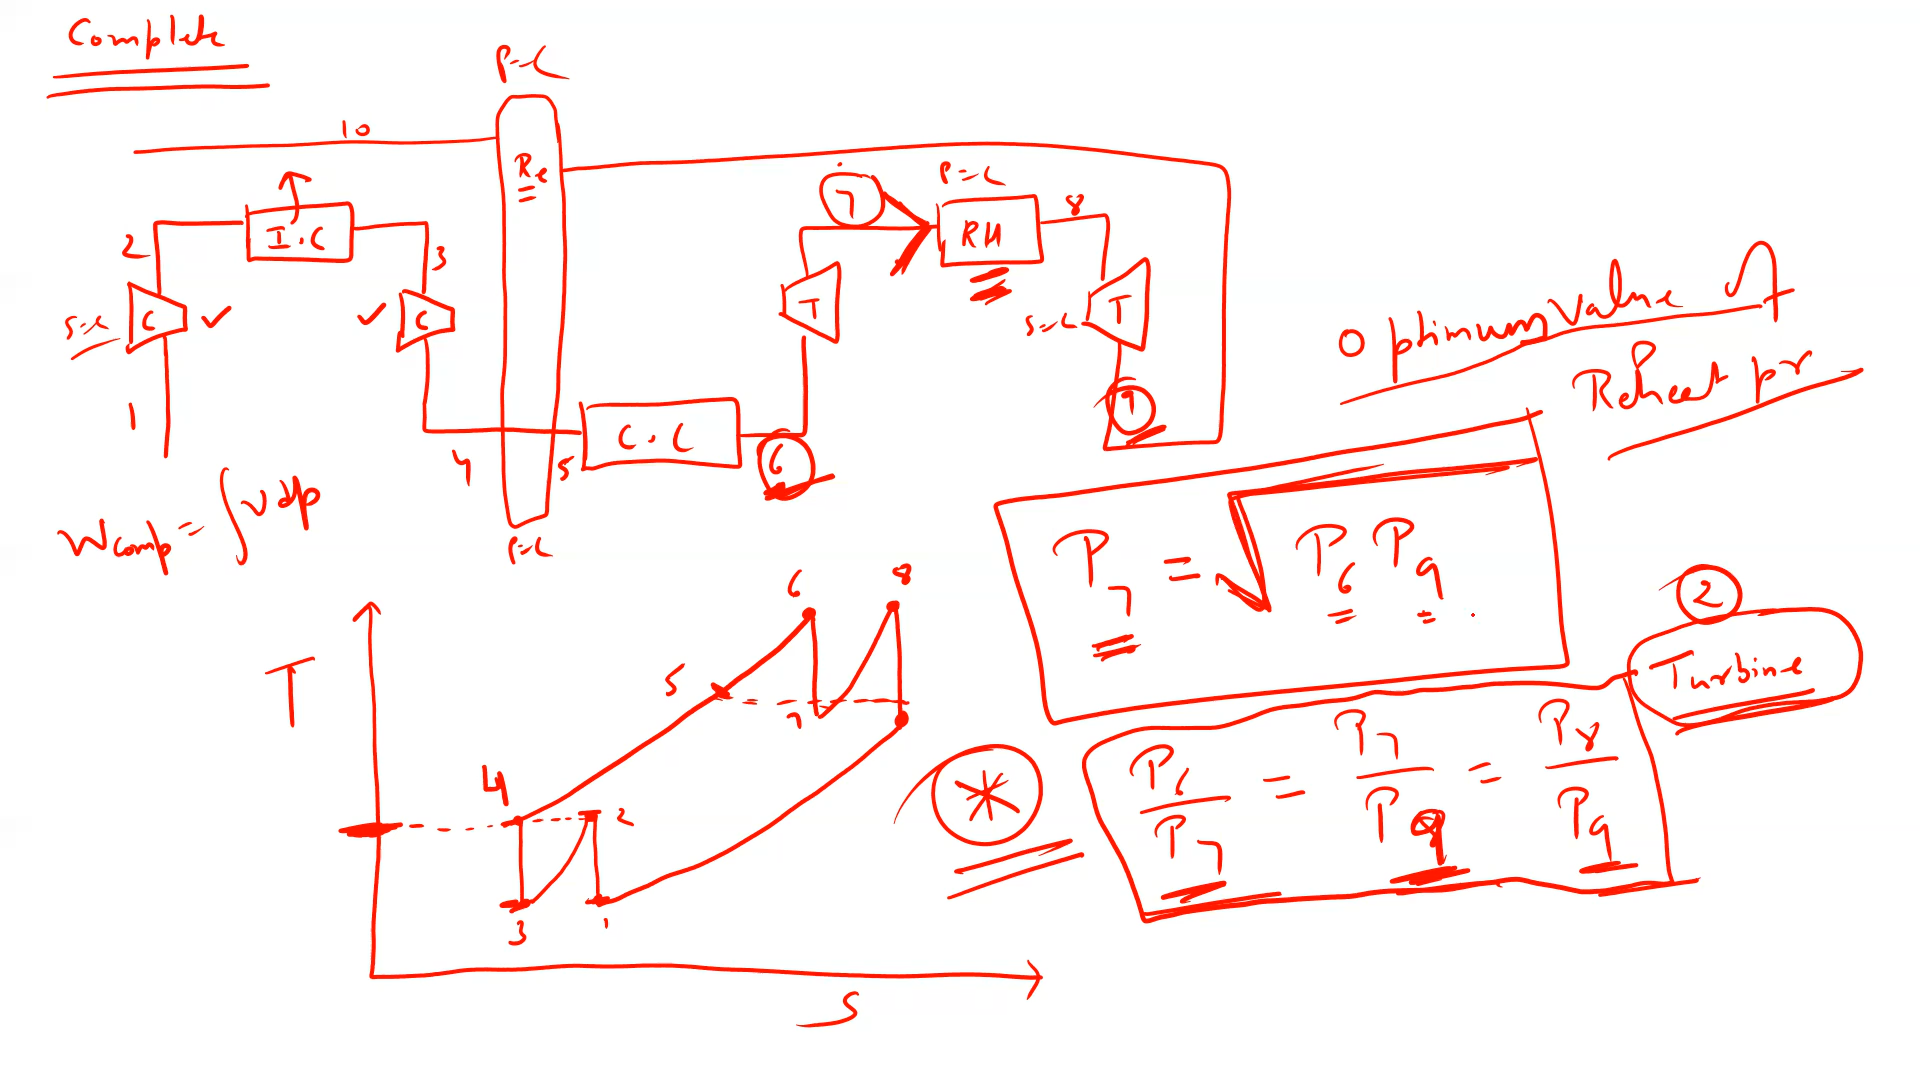 Complete
P=C
10
Re
7
P=C
RH
8
2
I.C
3
S=C
C
C
T
S=C
T
9
1
C.C
6
4
5
P=C
Wcomp = ∫vdp
Optimum value of
Reheat pr
P7 = √P6 P9
2
Turbine
P6/P7 = P7/P9 = P8/P9
*
T
6
8
5
7
4
2
3
1
S